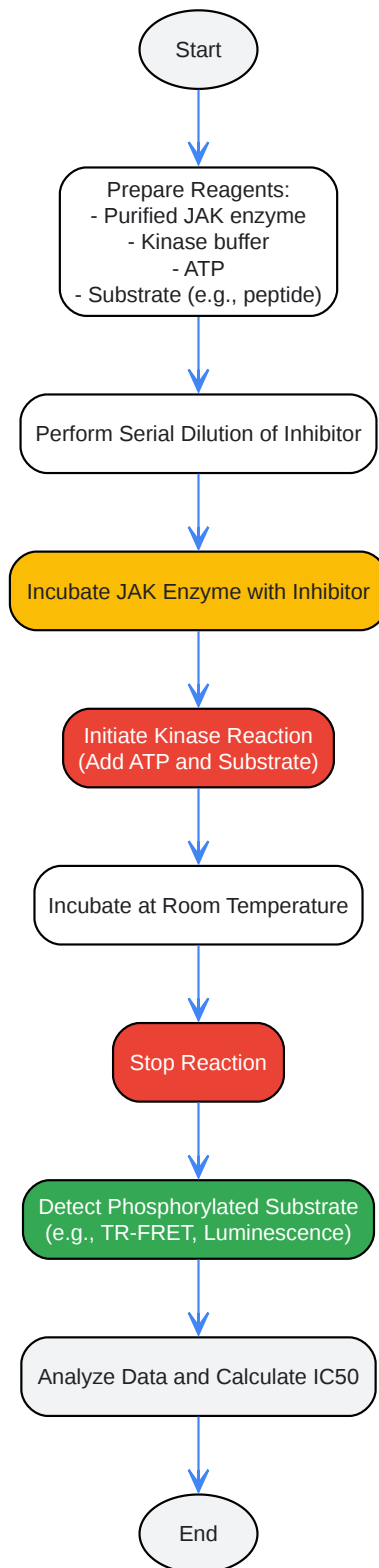 Start
Prepare Reagents:
- Purified JAK enzyme
- Kinase buffer
- ATP
- Substrate (e.g., peptide)
Perform Serial Dilution of Inhibitor
Incubate JAK Enzyme with Inhibitor
Initiate Kinase Reaction
(Add ATP and Substrate)
Incubate at Room Temperature
Stop Reaction
Detect Phosphorylated Substrate
(e.g., TR-FRET, Luminescence)
Analyze Data and Calculate IC50
End